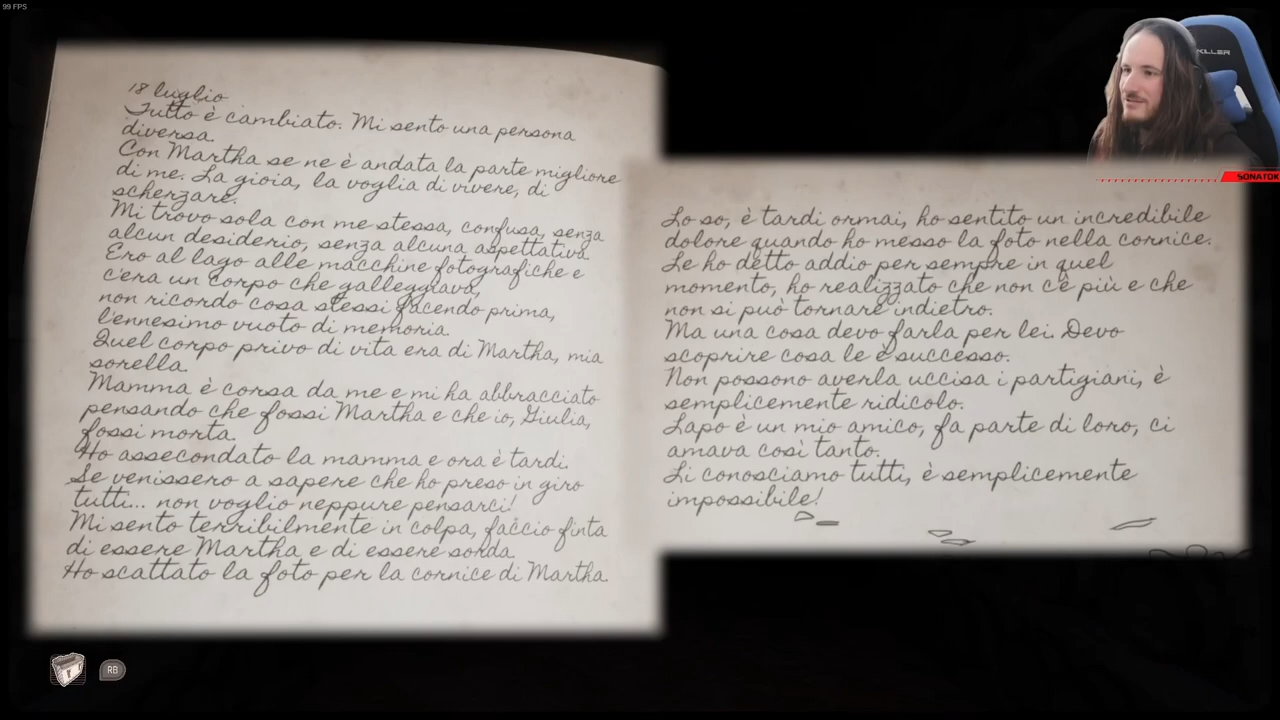 99 FPS
KILLER
SONATOK
18 luglio
Tutto è cambiato. Mi sento una persona
diversa.
Con Martha se ne è andata la parte migliore
di me. La gioia, la voglia di vivere, di
scherzare.
Mi trovo sola con me stessa, confusa, senza
alcun desiderio, senza alcuna aspettativa
Ero al lago alle macchine fotografiche e
c'era un corpo che galleggiava,
non ricordo cosa stessi facendo prima,
l'ennesimo vuoto di memoria.
Quel corpo privo di vita era di Martha, mia
sorella.
Mamma è corsa da me e mi ha abbracciato
pensando che fossi Martha e che io, Giulia,
fossi morta.
Ho assecondato la mamma e ora è tardi.
Se venissero a sapere che ho preso in giro
tutti... non voglio neppure pensarci!
Mi sento terribilmente in colpa, faccio finta
di essere Martha e di essere sorda
Ho scattato la foto per la cornice di Martha.
Lo so, è tardi ormai, ho sentito un incredibile
dolore quando ho messo la foto nella cornice.
Le ho detto addio per sempre in quel
momento, ho realizzato che non c'è più e che
non si può tornare indietro.
Ma una cosa devo farla per lei. Devo
scoprire cosa le è successo.
Non possono averla uccisa i partigiani, è
semplicemente ridicolo.
Lapo è un mio amico, fa parte di loro, ci
amava così tanto.
Li conosciamo tutti, è semplicemente
impossibile!
RB